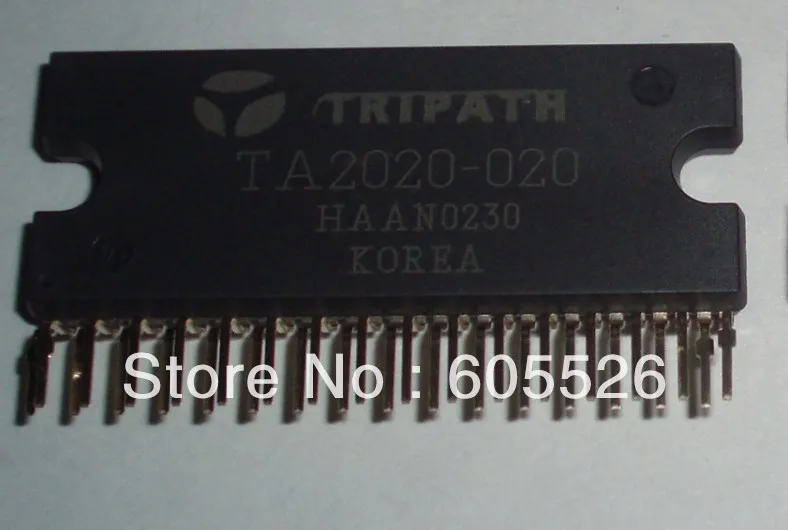 TRIPATH
TA2020-020
HAAN0230
KOREA
Store No : 605526